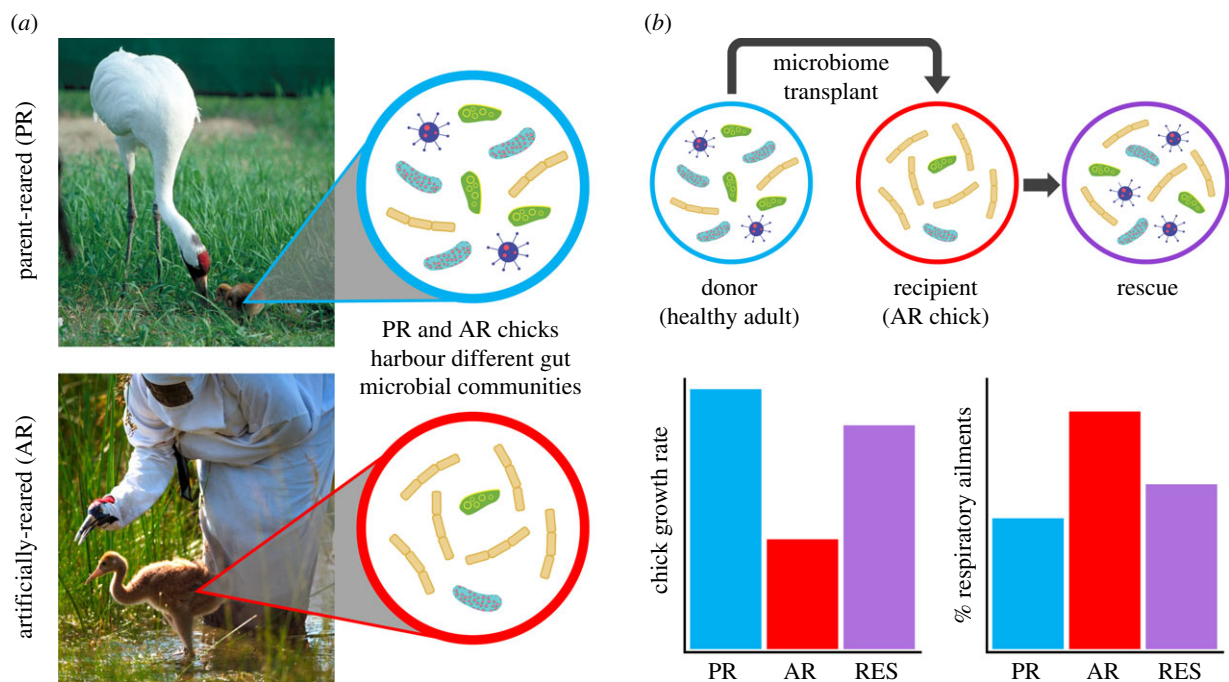 (a)
parent-reared (PR)
PR and AR chicks
harbour different gut
microbial communities
artificially-reared (AR)
(b)
microbiome
transplant
donor
(healthy adult)
recipient
(AR chick)
rescue
chick growth rate
PR AR RES
% respiratory ailments
PR AR RES